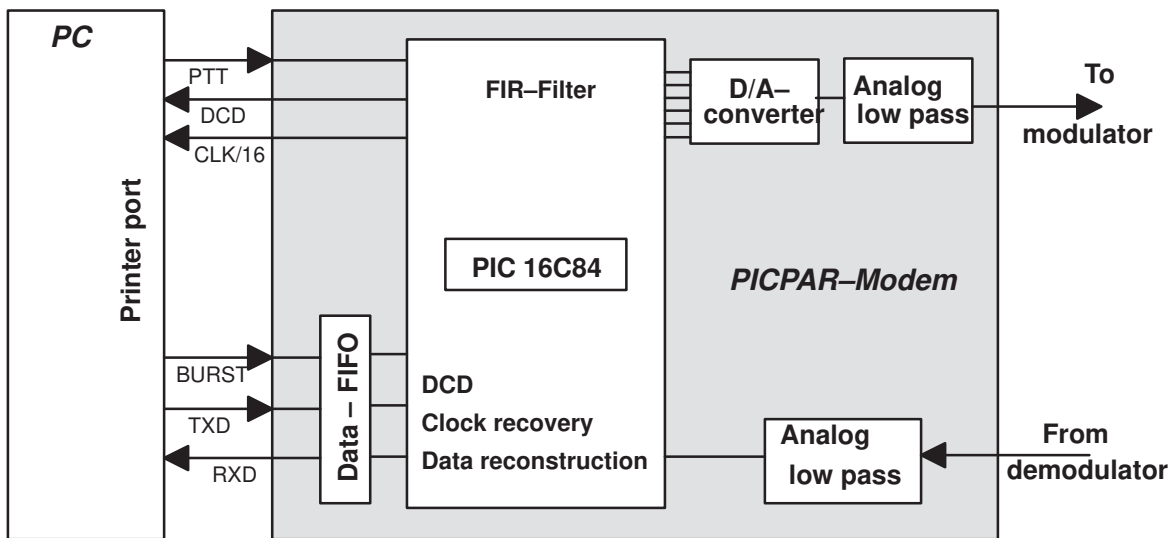 PC
PTT
DCD
CLK/16
Printer port
BURST
TXD
RXD
Data – FIFO
FIR–Filter
PIC 16C84
DCD
Clock recovery
Data reconstruction
D/A–
converter
Analog
low pass
To
modulator
PICPAR–Modem
Analog
low pass
From
demodulator